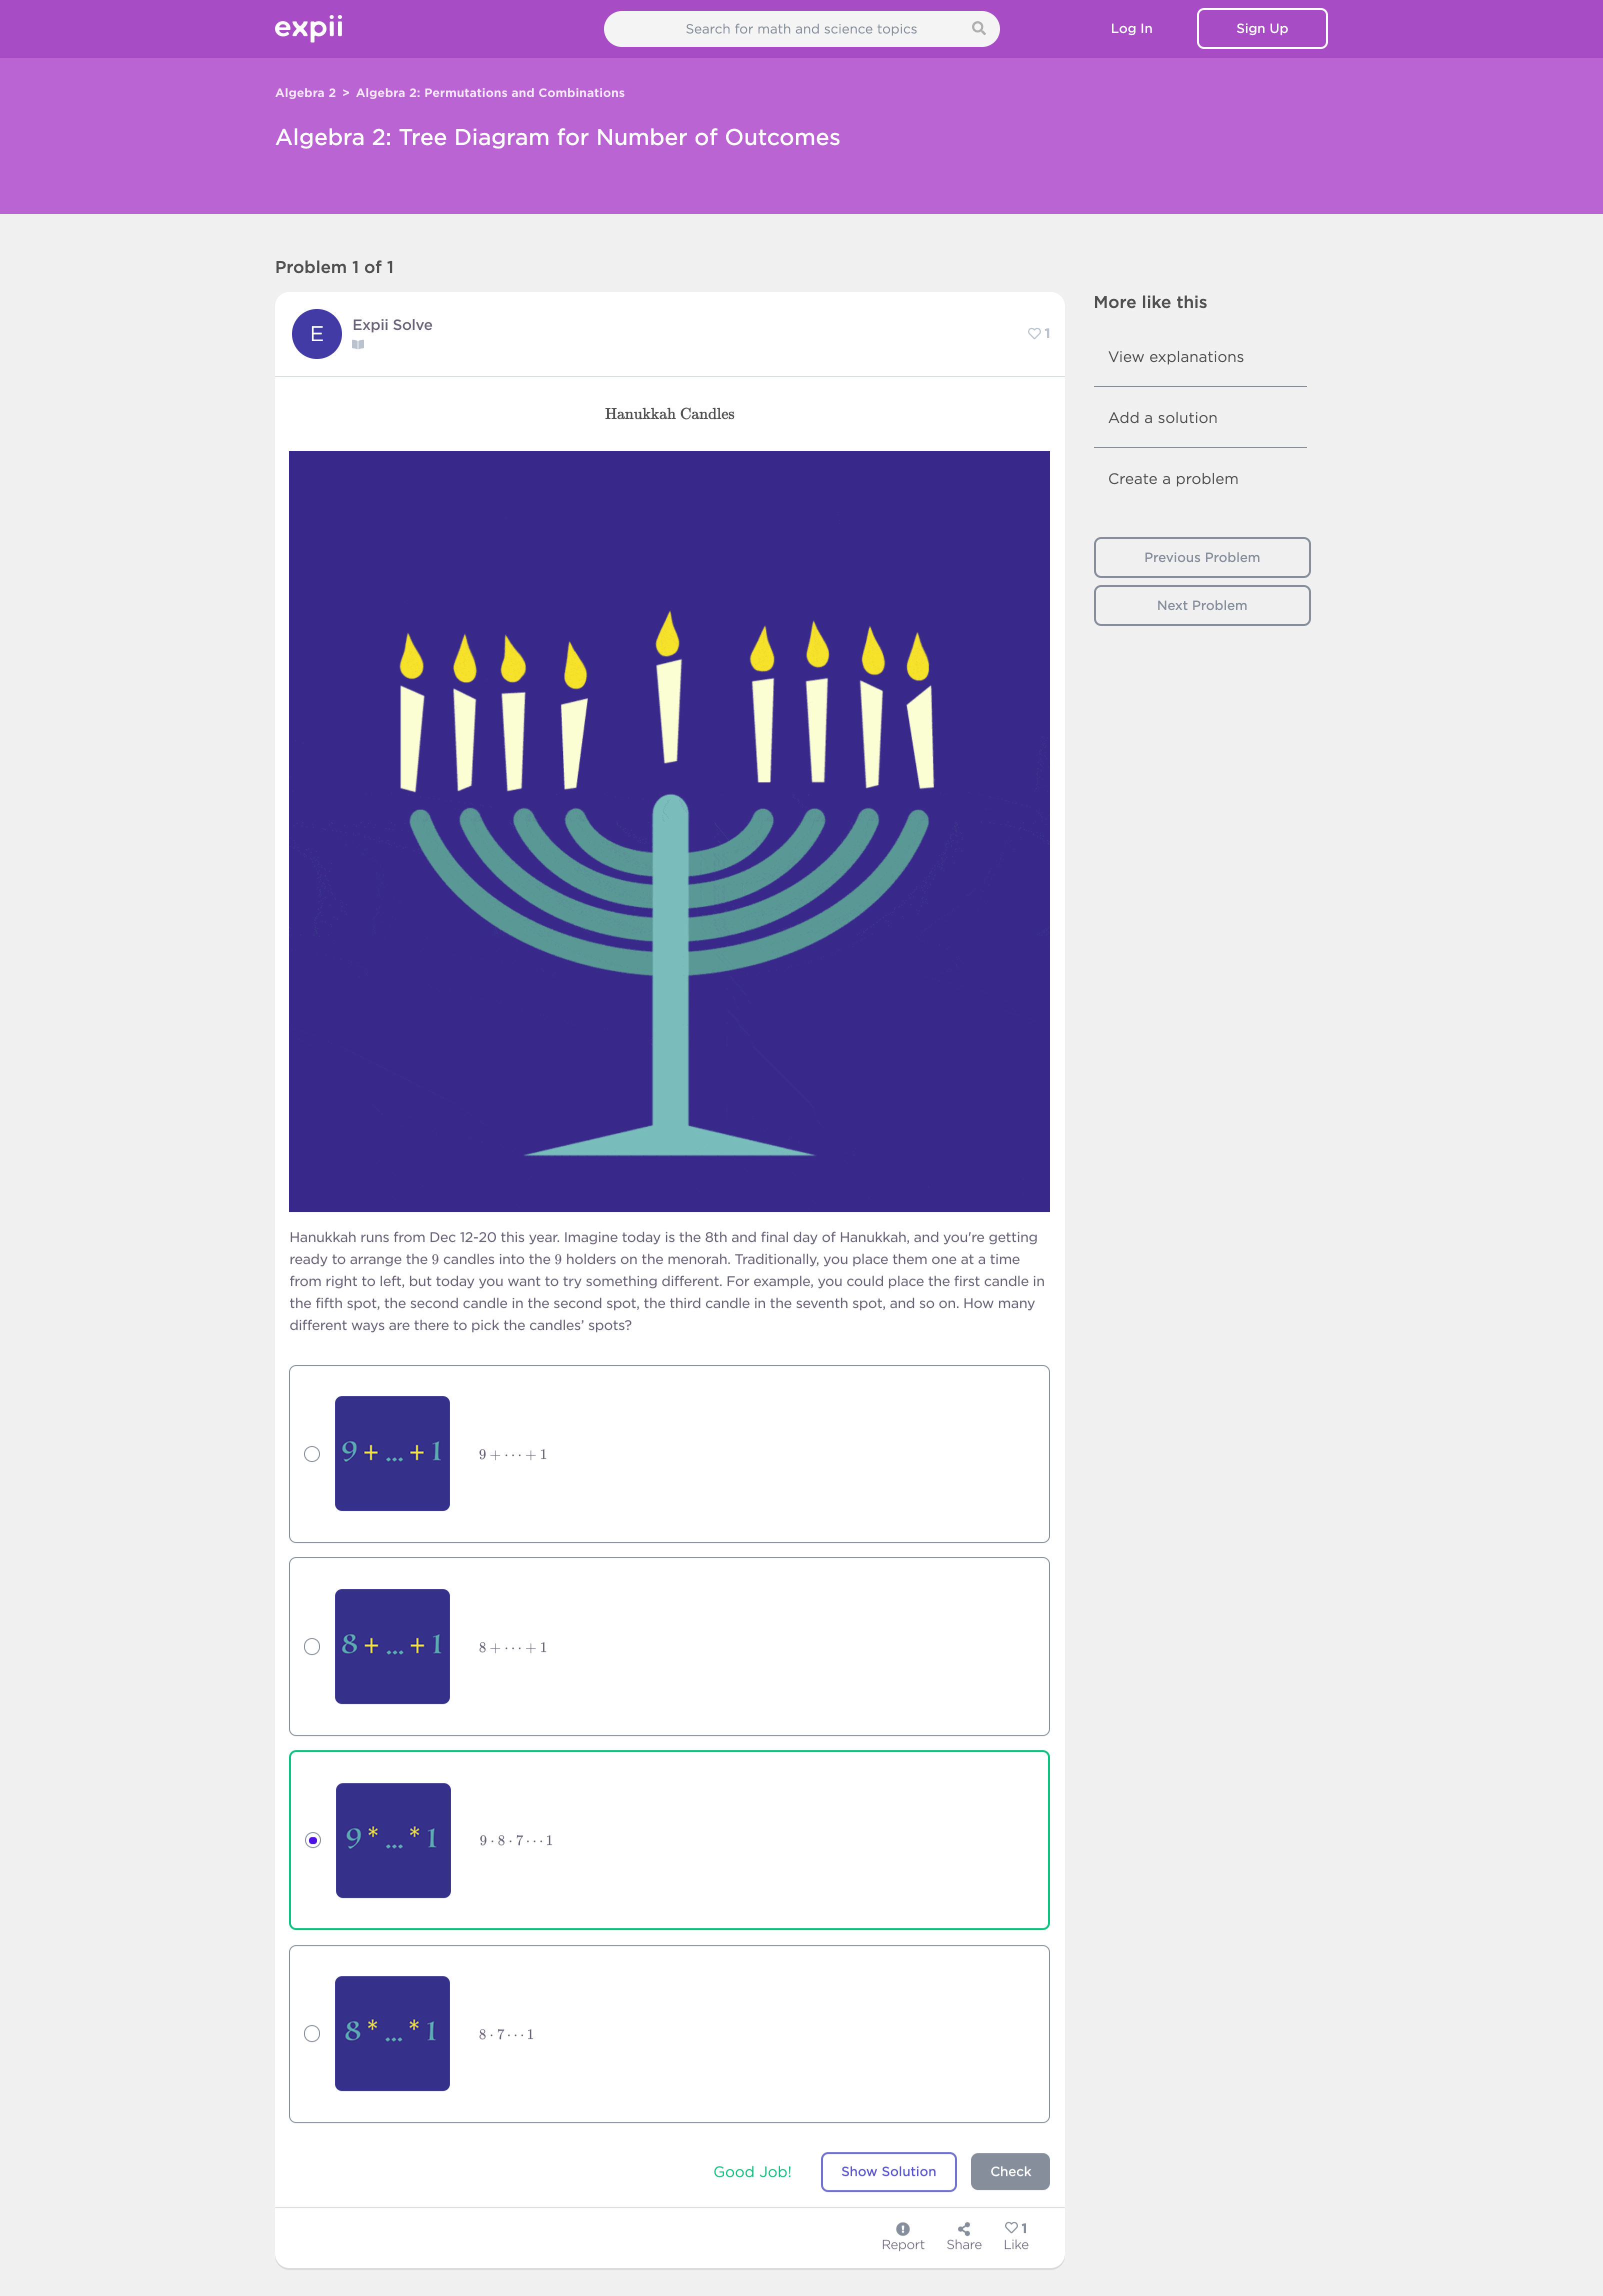 expii
Search for math and science topics
Log In
Sign Up
Algebra 2 > Algebra 2: Permutations and Combinations
Algebra 2: Tree Diagram for Number of Outcomes
Problem 1 of 1
E
Expii Solve
1
More like this
View explanations
Add a solution
Create a problem
Previous Problem
Next Problem
Hanukkah Candles
Hanukkah runs from Dec 12-20 this year. Imagine today is the 8th and final day of Hanukkah, and you're getting
ready to arrange the 9 candles into the 9 holders on the menorah. Traditionally, you place them one at a time
from right to left, but today you want to try something different. For example, you could place the first candle in
the fifth spot, the second candle in the second spot, the third candle in the seventh spot, and so on. How many
different ways are there to pick the candles’ spots?
9 + ... + 1
9 + · · · + 1
8 + ... + 1
8 + · · · + 1
9 * ... * 1
9 · 8 · 7 · · · 1
8 * ... * 1
8 · 7 · · · 1
Good Job!
Show Solution
Check
Report
Share
1
Like